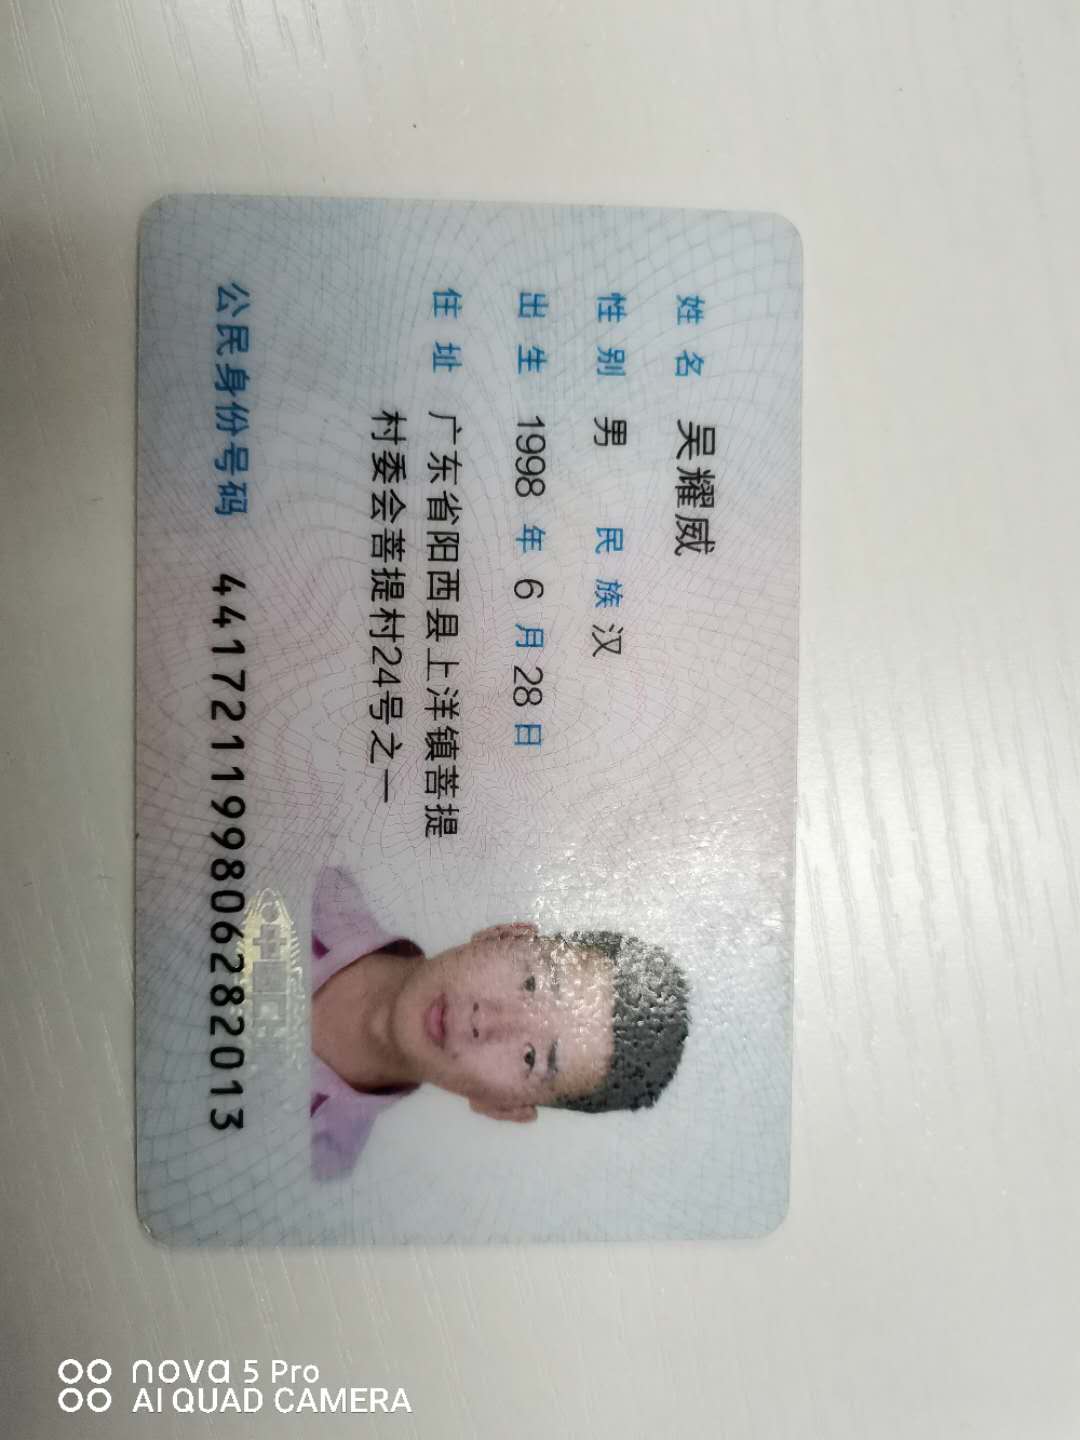 姓名 吴耀威
性别 男 民族 汉
出生 1998 年 6 月 28 日
住址 广东省阳西县上洋镇菩提
村委会菩提村24号之一
公民身份号码 441721199806282013
nova 5 Pro
AI QUAD CAMERA